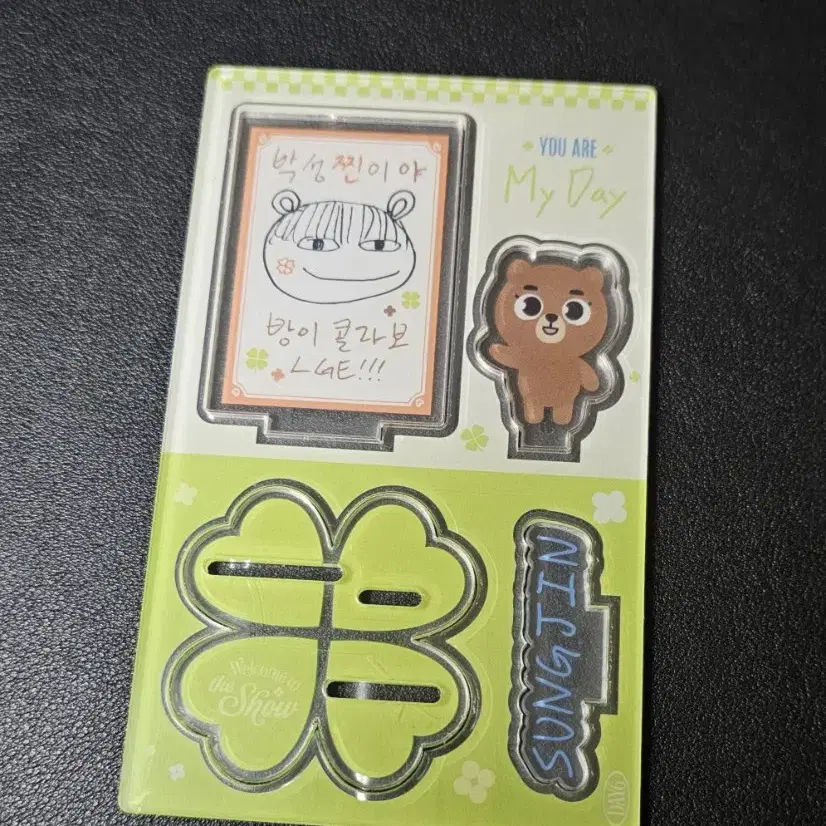 박성찐이야
방이 콜라보
LGE!!!
YOU ARE
My Day
Welcome to
the
Show
SUNGJIN
DAY6